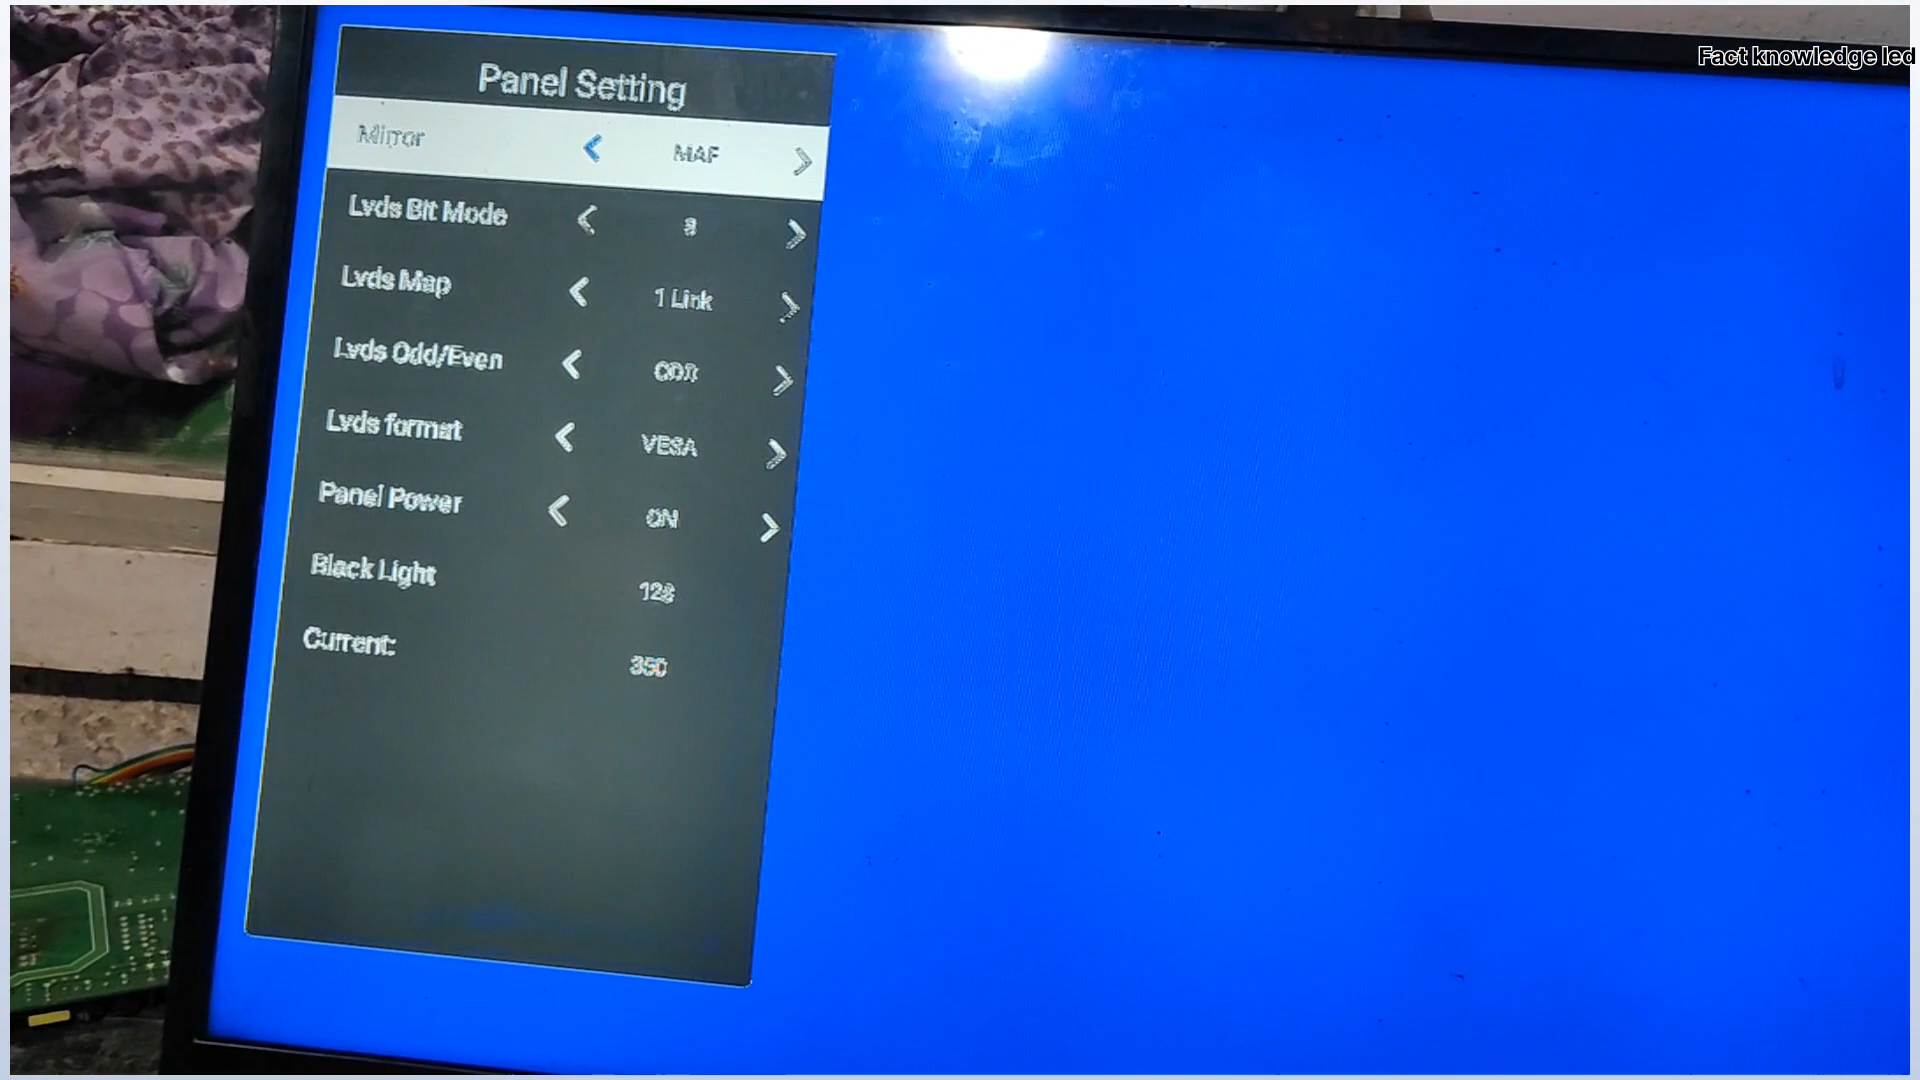 Fact knowledge led
Panel Setting
Mirror < MAF >
Lvds Bit Mode < 8 >
Lvds Map < 1 Link >
Lvds Odd/Even < >
Lvds format < VESA >
Panel Power < ON >
Black Light 128
Current: 350